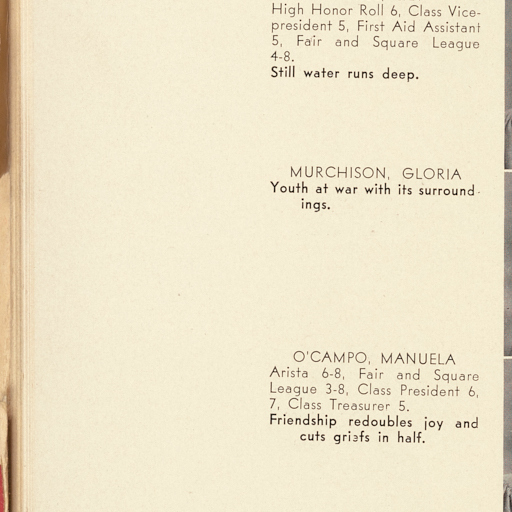 High Honor Roll 6, Class Vice-
president 5, First Aid Assistant
5, Fair and Square League
4-8.
Still water runs deep.
MURCHISON, GLORIA
Youth at war with its surround-
ings.
O'CAMPO, MANUELA
Arista 6-8, Fair and Square
League 3-8, Class President 6,
7, Class Treasurer 5.
Friendship redoubles joy and
cuts griefs in half.